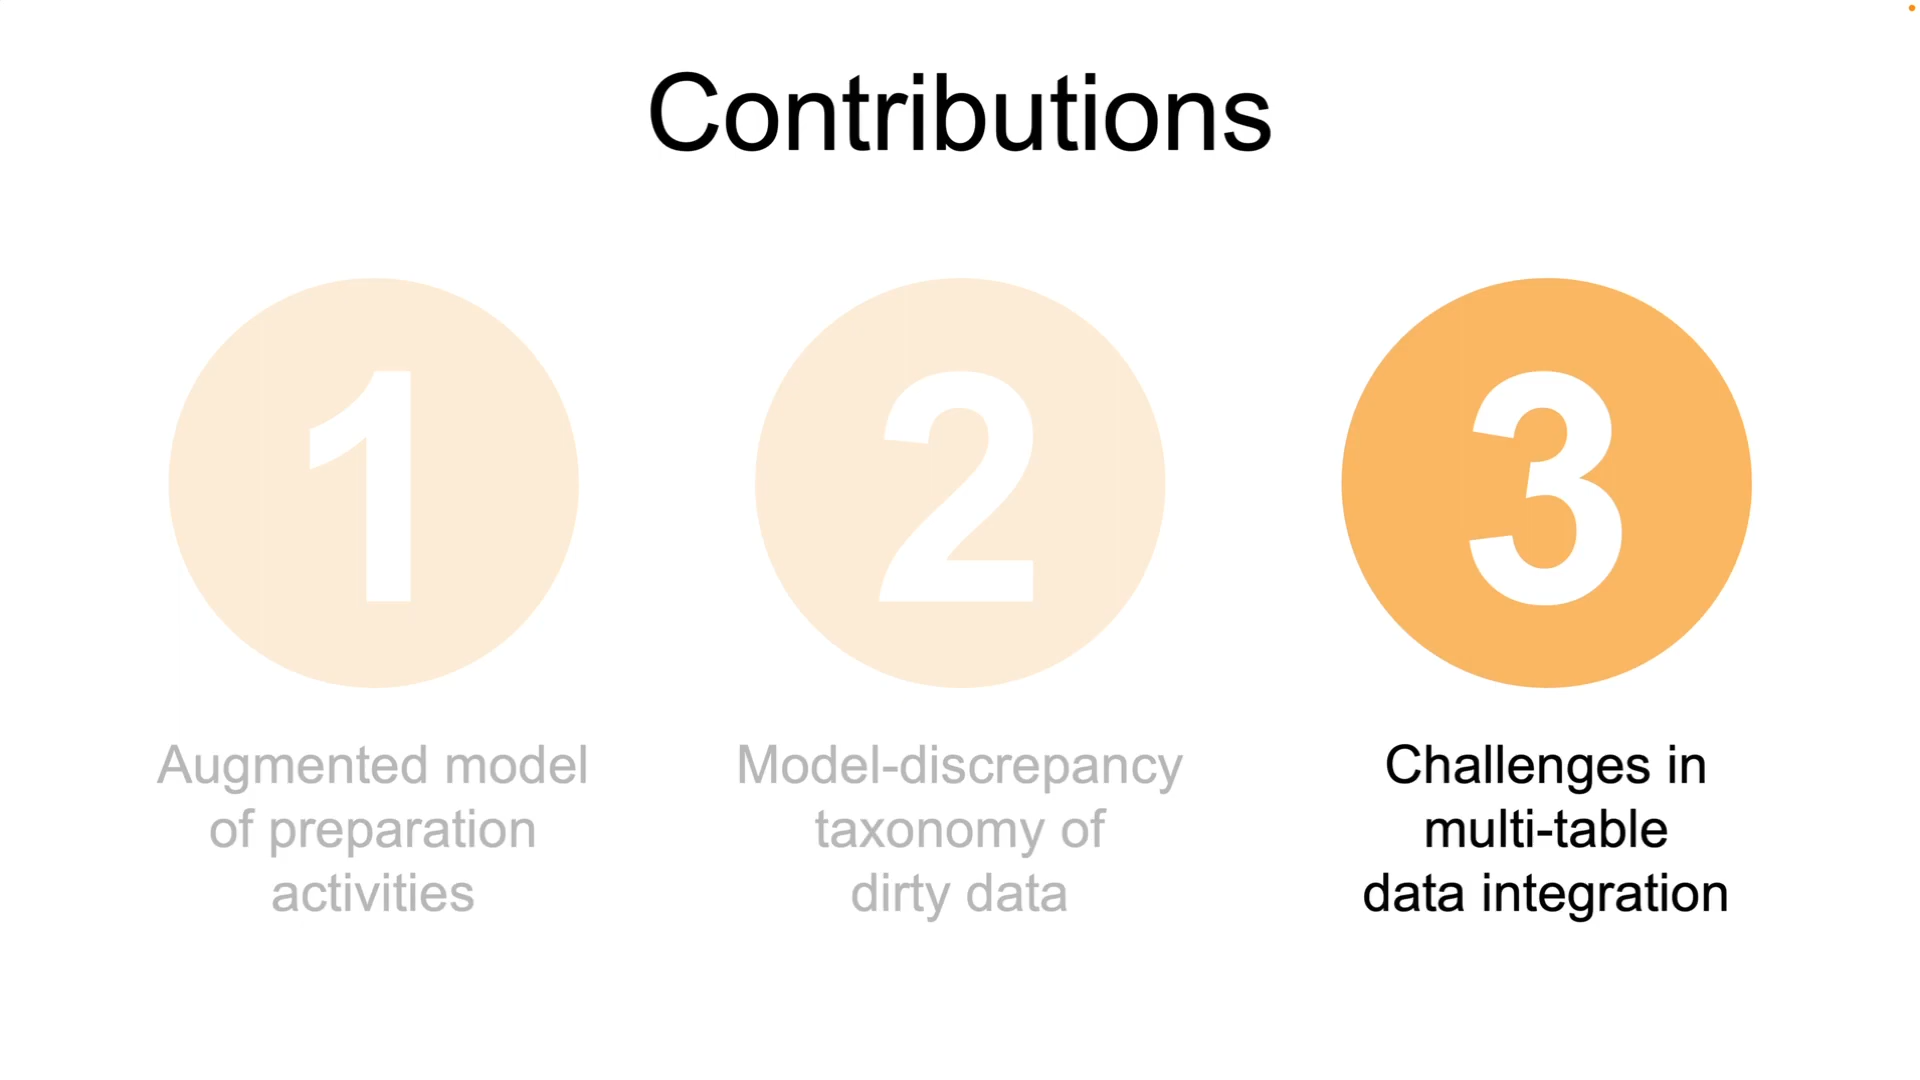 Contributions
1
2
3
Augmented model
of preparation
activities
Model-discrepancy
taxonomy of
dirty data
Challenges in
multi-table
data integration